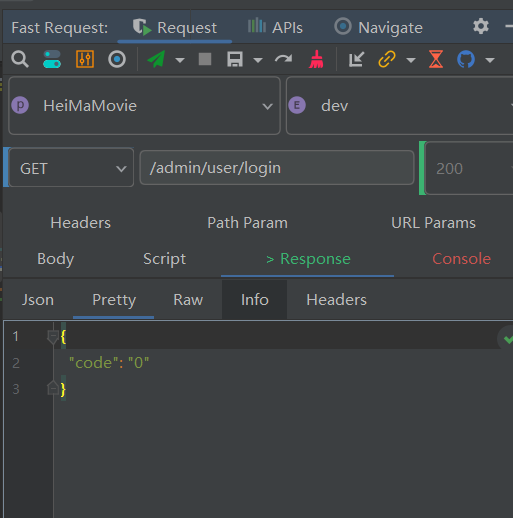 Fast Request: Request APIs Navigate
P HeiMaMovie E dev
GET /admin/user/login 200
Headers Path Param URL Params
Body Script > Response Console
Json Pretty Raw Info Headers
1 {
2 "code": "0"
3 }